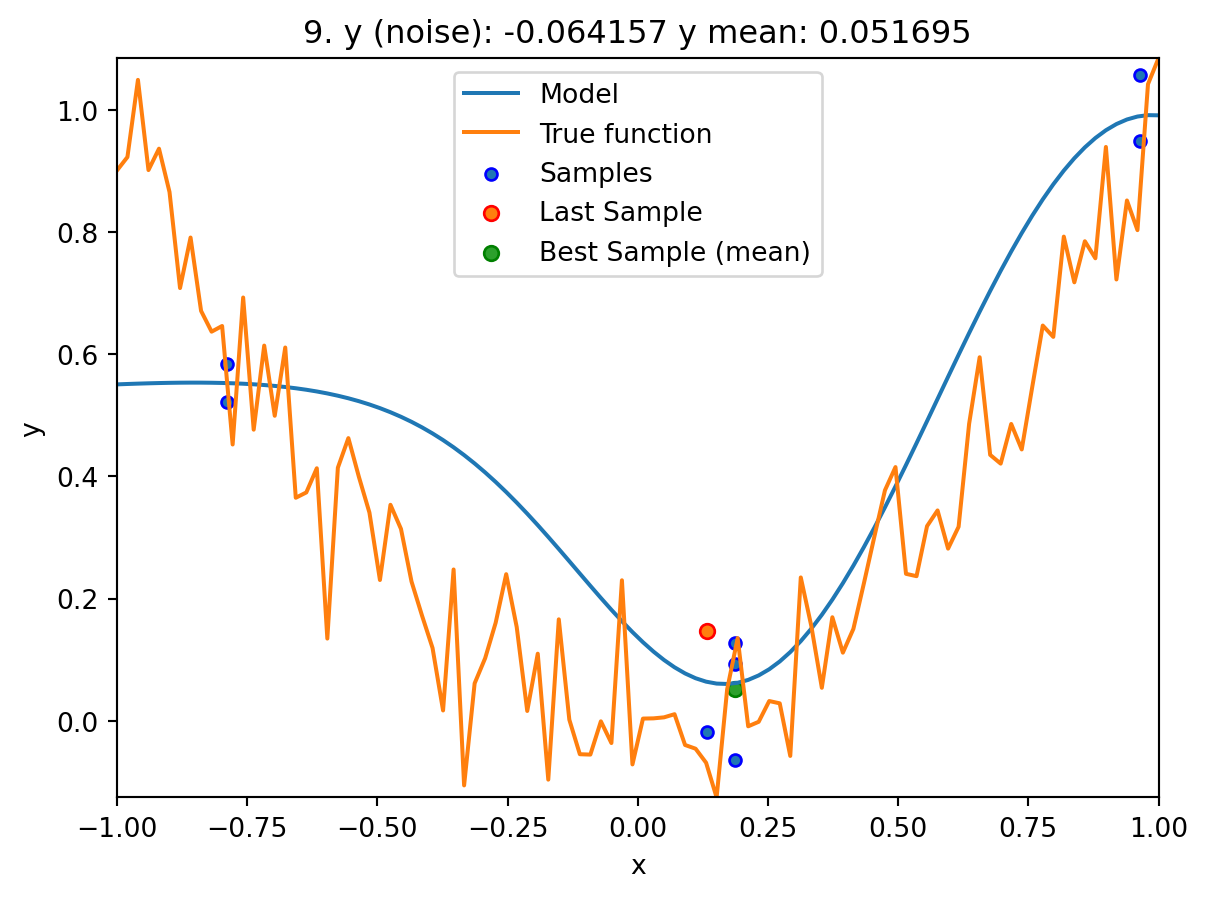 9. y (noise): -0.064157 y mean: 0.051695
Model
True function
Samples
Last Sample
Best Sample (mean)
1.0
0.8
0.6
0.4
0.2
0.0
y
−1.00 −0.75 −0.50 −0.25 0.00 0.25 0.50 0.75 1.00
x